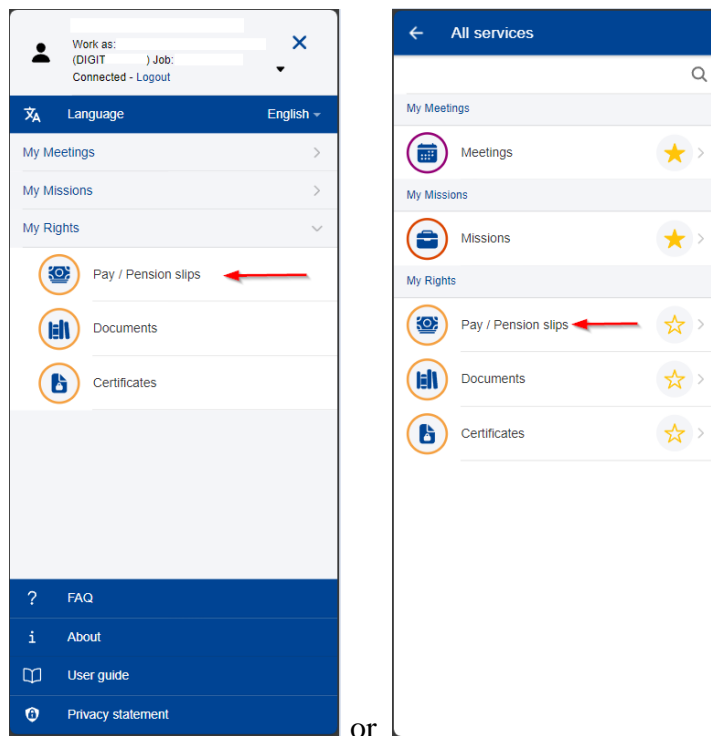 Work as:
(DIGIT ) Job:
Connected - Logout
Language English
My Meetings
My Missions
My Rights
Pay / Pension slips
Documents
Certificates
? FAQ
i About
User guide
Privacy statement
or
All services
My Meetings
Meetings
My Missions
Missions
My Rights
Pay / Pension slips
Documents
Certificates